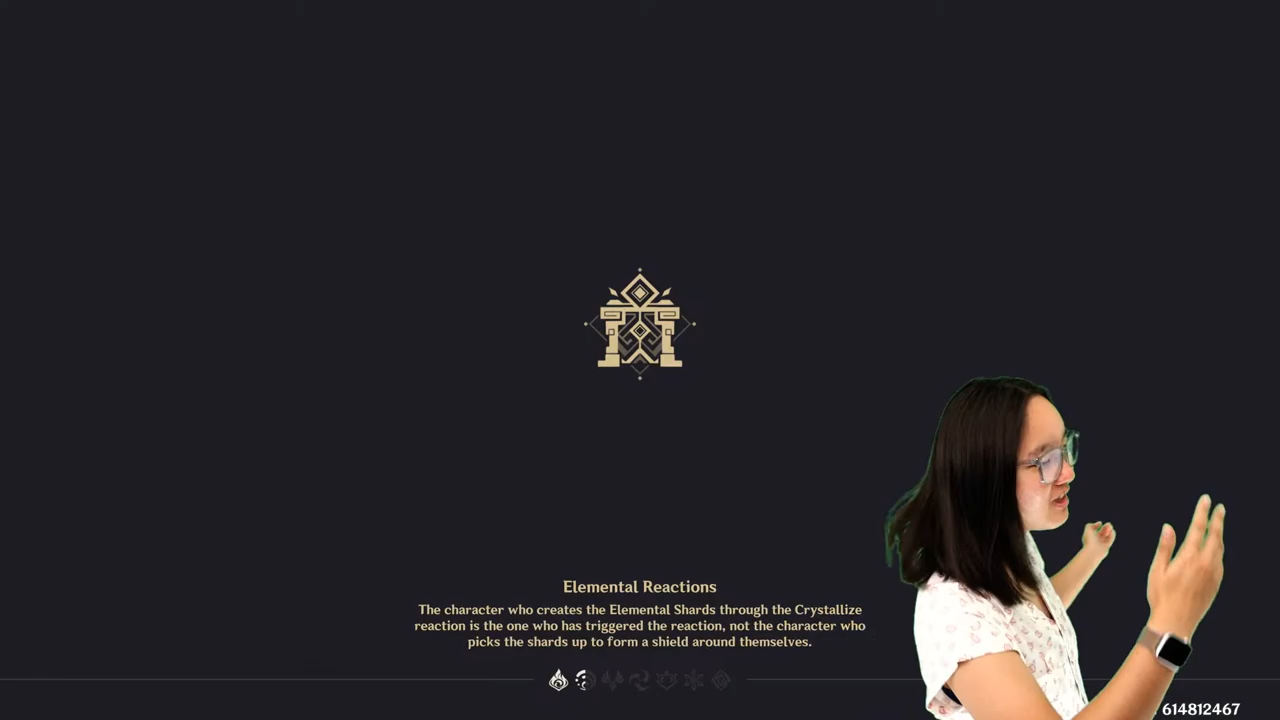 Elemental Reactions
The character who creates the Elemental Shards through the Crystallize
reaction is the one who has triggered the reaction, not the character who
picks the shards up to form a shield around themselves.
614812467